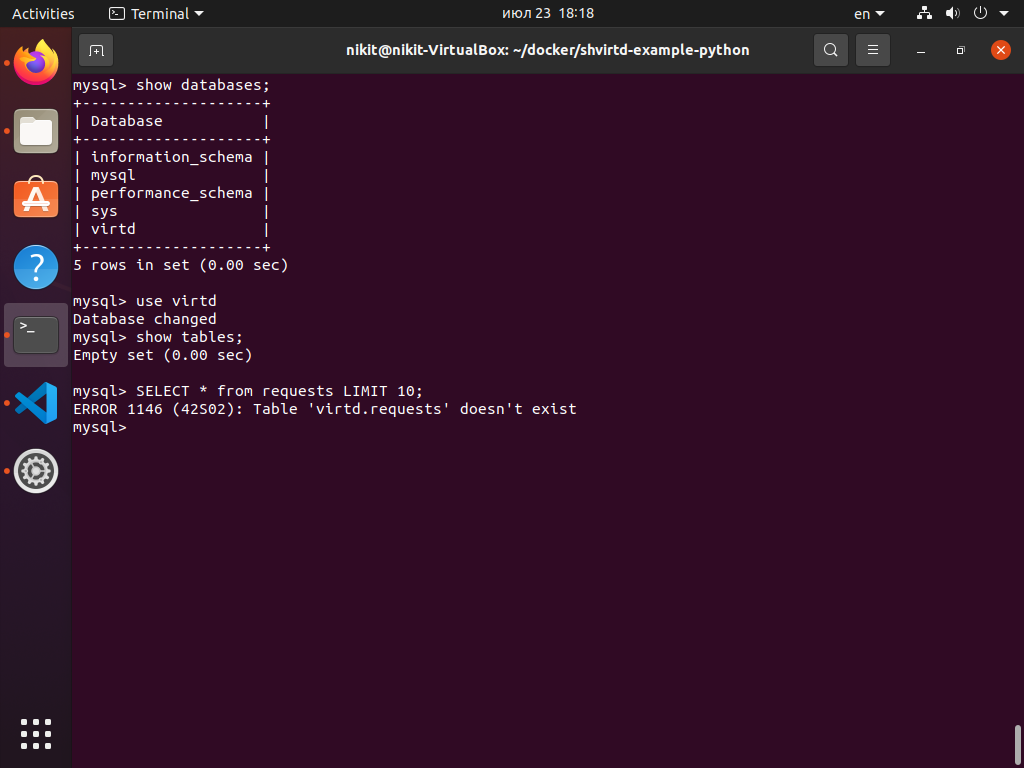 Activities Terminal июл 23 18:18 en
nikit@nikit-VirtualBox: ~/docker/shvirtd-example-python
mysql> show databases;
+--------------------+
| Database           |
+--------------------+
| information_schema |
| mysql              |
| performance_schema |
| sys                |
| virtd              |
+--------------------+
5 rows in set (0.00 sec)
mysql> use virtd
Database changed
mysql> show tables;
Empty set (0.00 sec)
mysql> SELECT * from requests LIMIT 10;
ERROR 1146 (42S02): Table 'virtd.requests' doesn't exist
mysql>